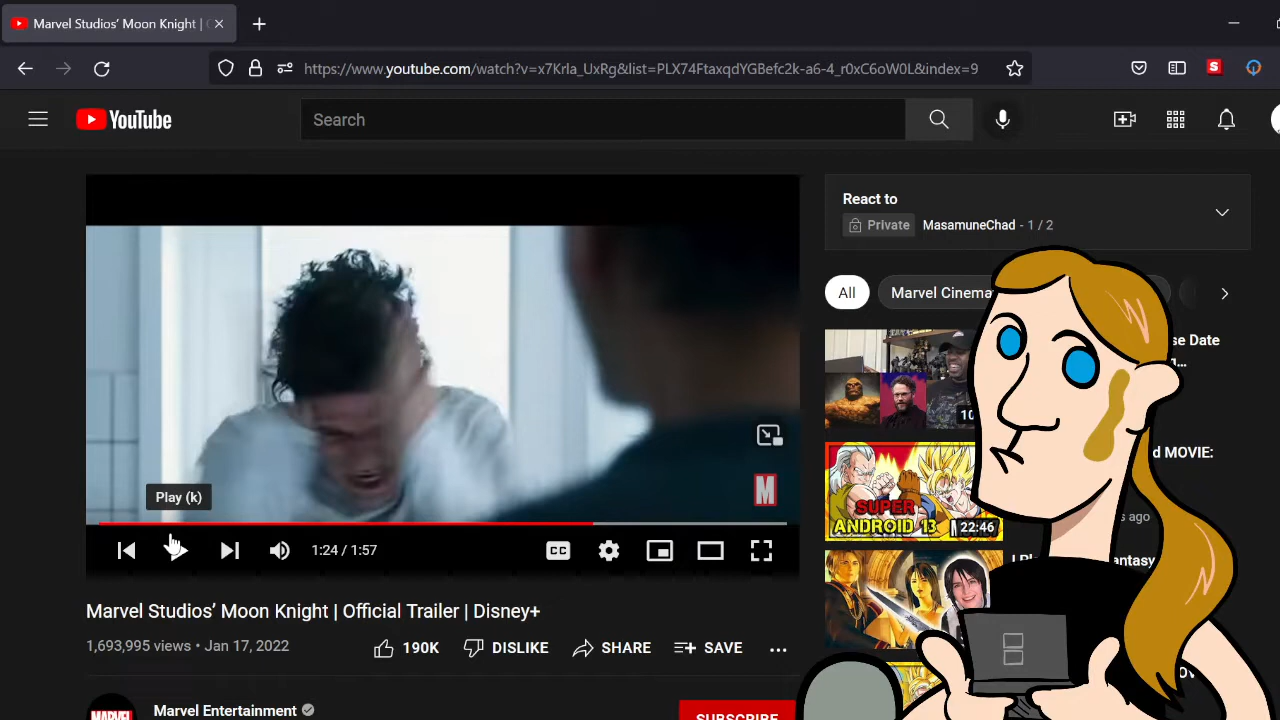 Marvel Studios' Moon Knight |
https://www.youtube.com/watch?v=x7Krla_UxRg&list=PLX74FtaxqdYGBefc2k-a6-4_r0xC6oW0L&index=9
S
YouTube
Search
React to
Private MasamuneChad - 1 / 2
All Marvel Cinema
se Date
10
d MOVIE:
SUPER
ANDROID 13
22:46
s ago
antasy
M
Play (k)
1:24 / 1:57
CC
Marvel Studios' Moon Knight | Official Trailer | Disney+
1,693,995 views • Jan 17, 2022
190K DISLIKE SHARE SAVE
MARVEL
Marvel Entertainment
SUBSCRIBE